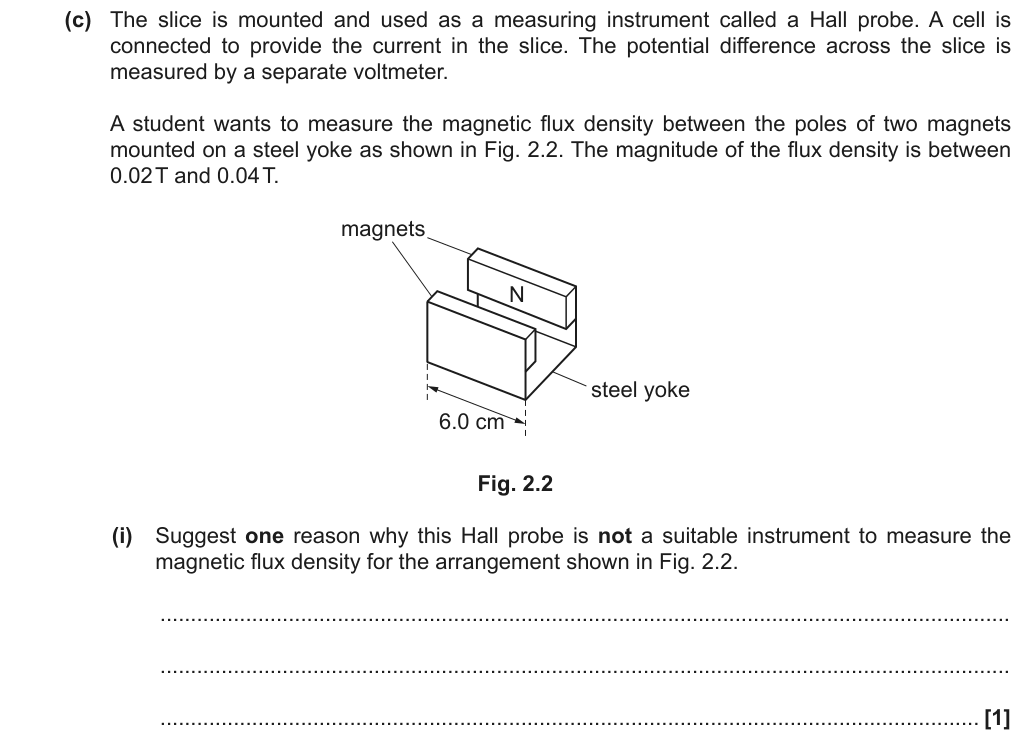 (c) The slice is mounted and used as a measuring instrument called a Hall probe. A cell is
connected to provide the current in the slice. The potential difference across the slice is
measured by a separate voltmeter.
A student wants to measure the magnetic flux density between the poles of two magnets
mounted on a steel yoke as shown in Fig. 2.2. The magnitude of the flux density is between
0.02 T and 0.04 T.
magnets
N
steel yoke
6.0 cm
Fig. 2.2
(i) Suggest one reason why this Hall probe is not a suitable instrument to measure the
magnetic flux density for the arrangement shown in Fig. 2.2.
..........................................................................................
..........................................................................................
.......................................................................................... [1]